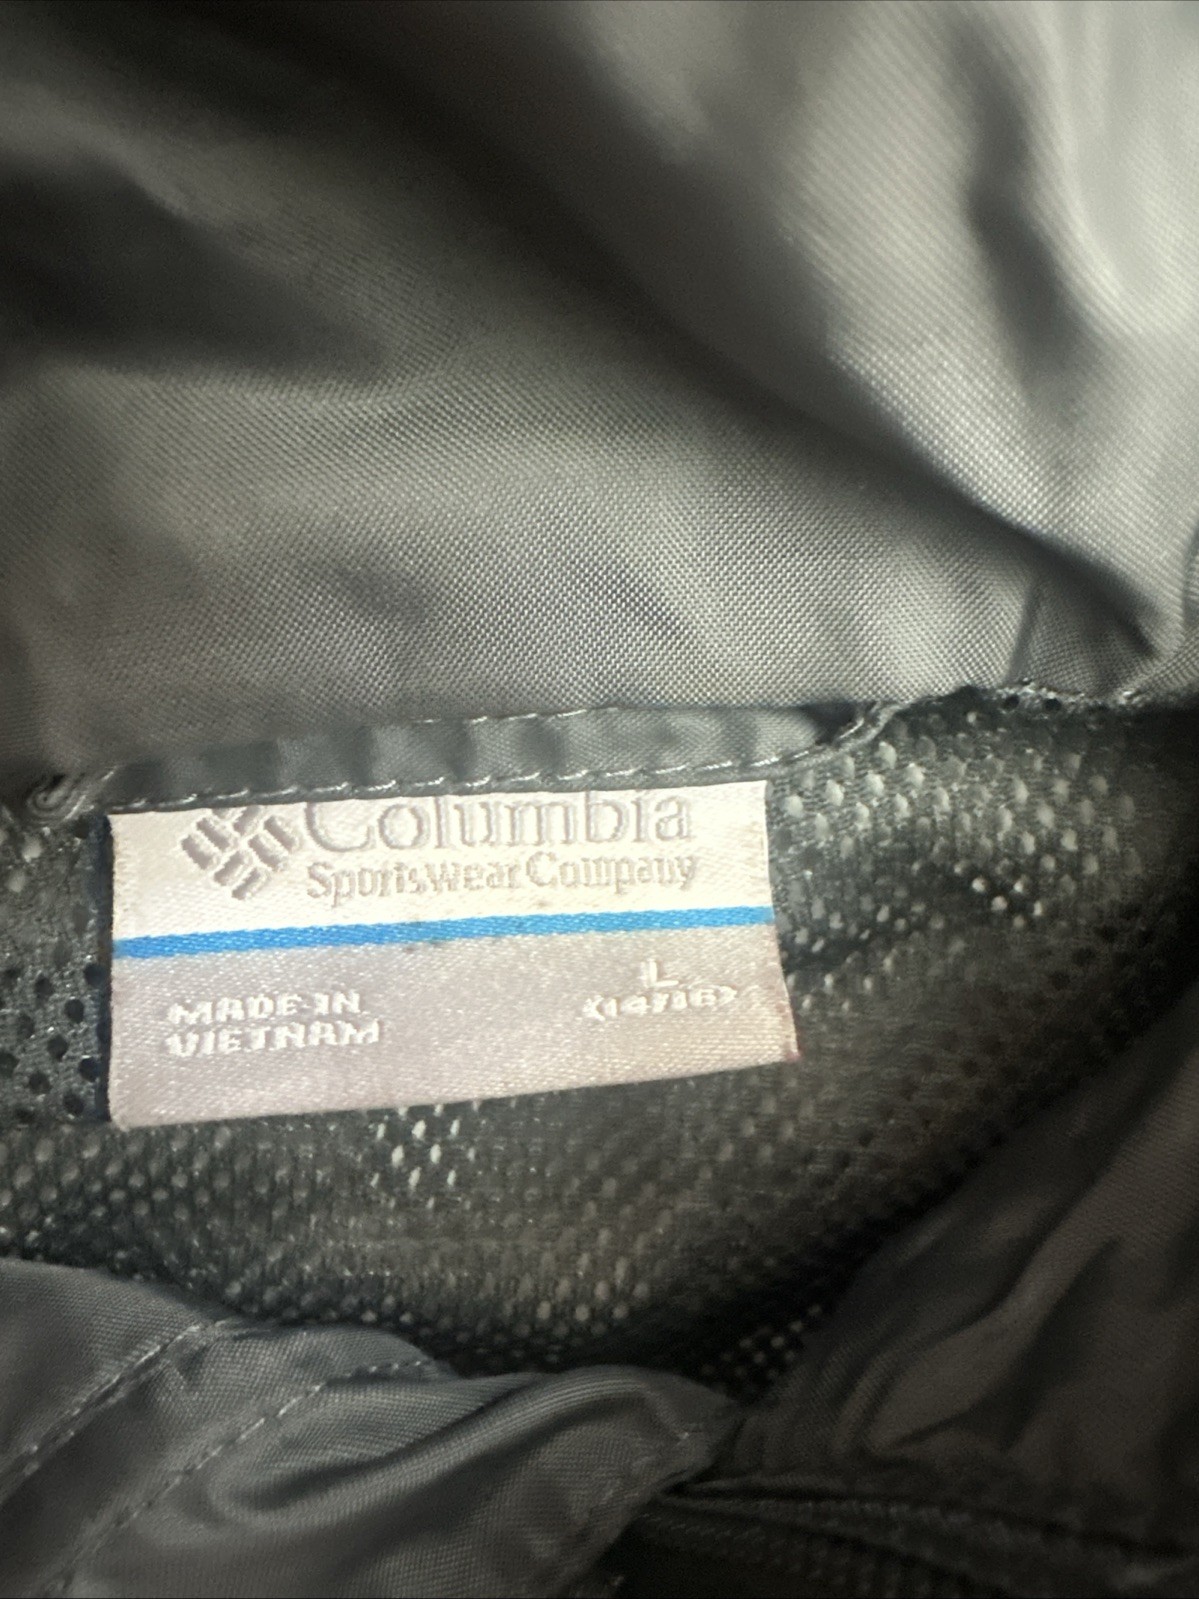 Columbia
Sportswear Company
MADE IN
VIETNAM
L
(14/16)